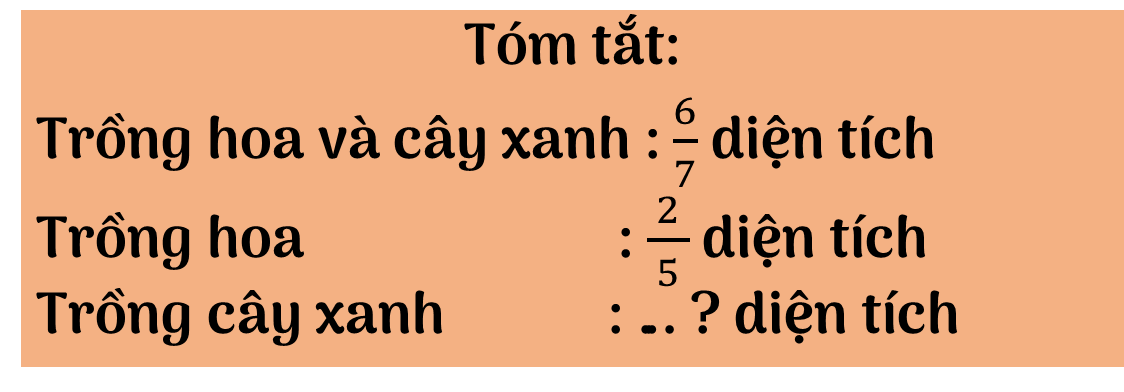 Tóm tắt:
Trồng hoa và cây xanh : 6/7 diện tích
Trồng hoa : 2/5 diện tích
Trồng cây xanh : ... ? diện tích